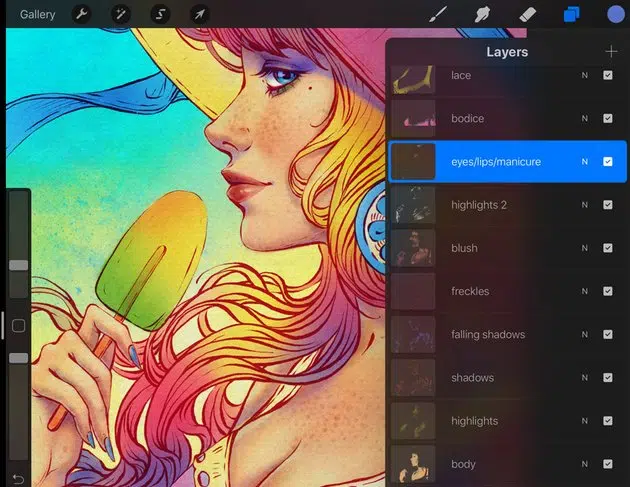 Gallery
Layers
lace N
bodice N
eyes/lips/manicure N
highlights 2 N
blush N
freckles N
falling shadows N
shadows N
highlights N
body N